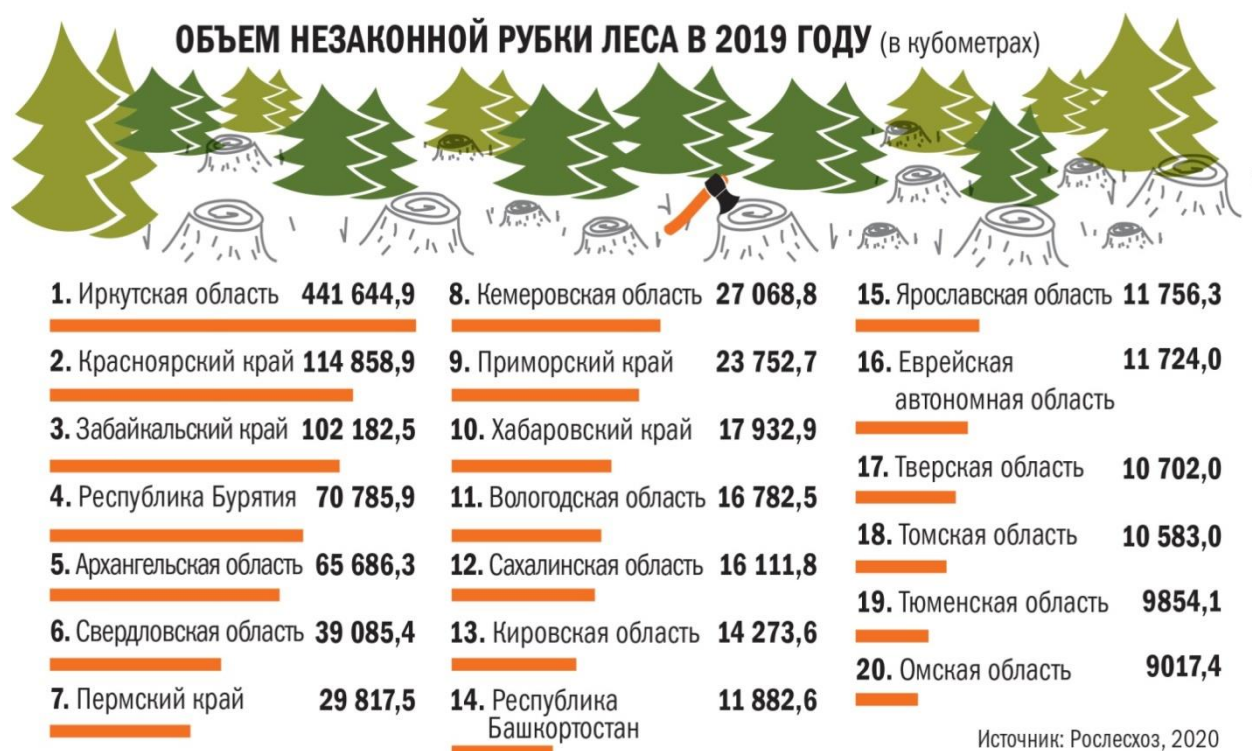 ОБЪЕМ НЕЗАКОННОЙ РУБКИ ЛЕСА В 2019 ГОДУ (в кубометрах)
1. Иркутская область 441 644,9
2. Красноярский край 114 858,9
3. Забайкальский край 102 182,5
4. Республика Бурятия 70 785,9
5. Архангельская область 65 686,3
6. Свердловская область 39 085,4
7. Пермский край 29 817,5
8. Кемеровская область 27 068,8
9. Приморский край 23 752,7
10. Хабаровский край 17 932,9
11. Вологодская область 16 782,5
12. Сахалинская область 16 111,8
13. Кировская область 14 273,6
14. Республика 11 882,6
Башкортостан
15. Ярославская область 11 756,3
16. Еврейская 11 724,0
автономная область
17. Тверская область 10 702,0
18. Томская область 10 583,0
19. Тюменская область 9854,1
20. Омская область 9017,4
Источник: Рослесхоз, 2020